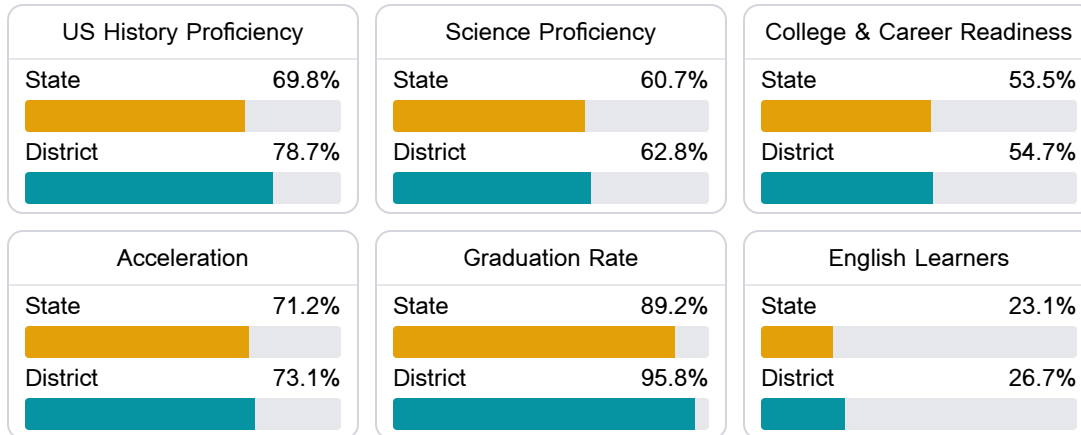 US History Proficiency
State 69.8%
District 78.7%
Science Proficiency
State 60.7%
District 62.8%
College & Career Readiness
State 53.5%
District 54.7%
Acceleration
State 71.2%
District 73.1%
Graduation Rate
State 89.2%
District 95.8%
English Learners
State 23.1%
District 26.7%